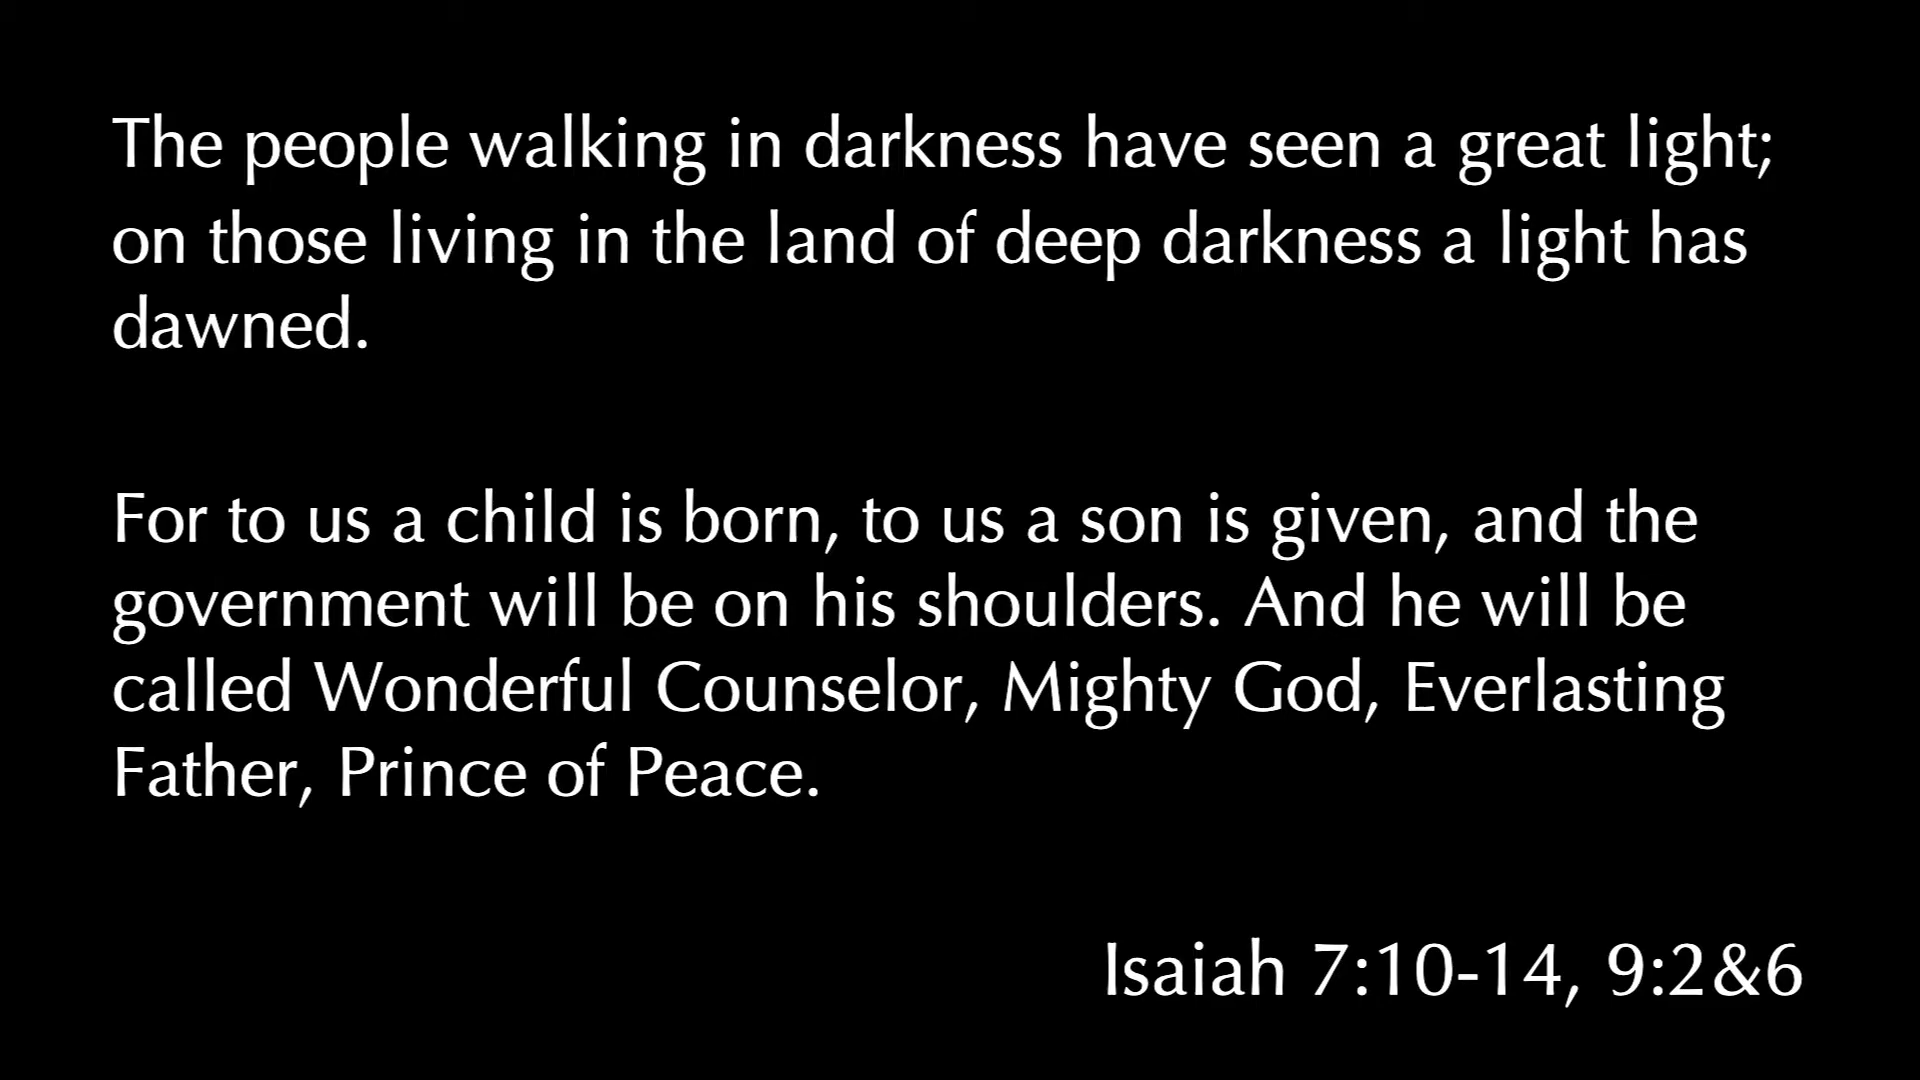 The people walking in darkness have seen a great light;
on those living in the land of deep darkness a light has
dawned.
For to us a child is born, to us a son is given, and the
government will be on his shoulders. And he will be
called Wonderful Counselor, Mighty God, Everlasting
Father, Prince of Peace.
Isaiah 7:10-14, 9:2&6